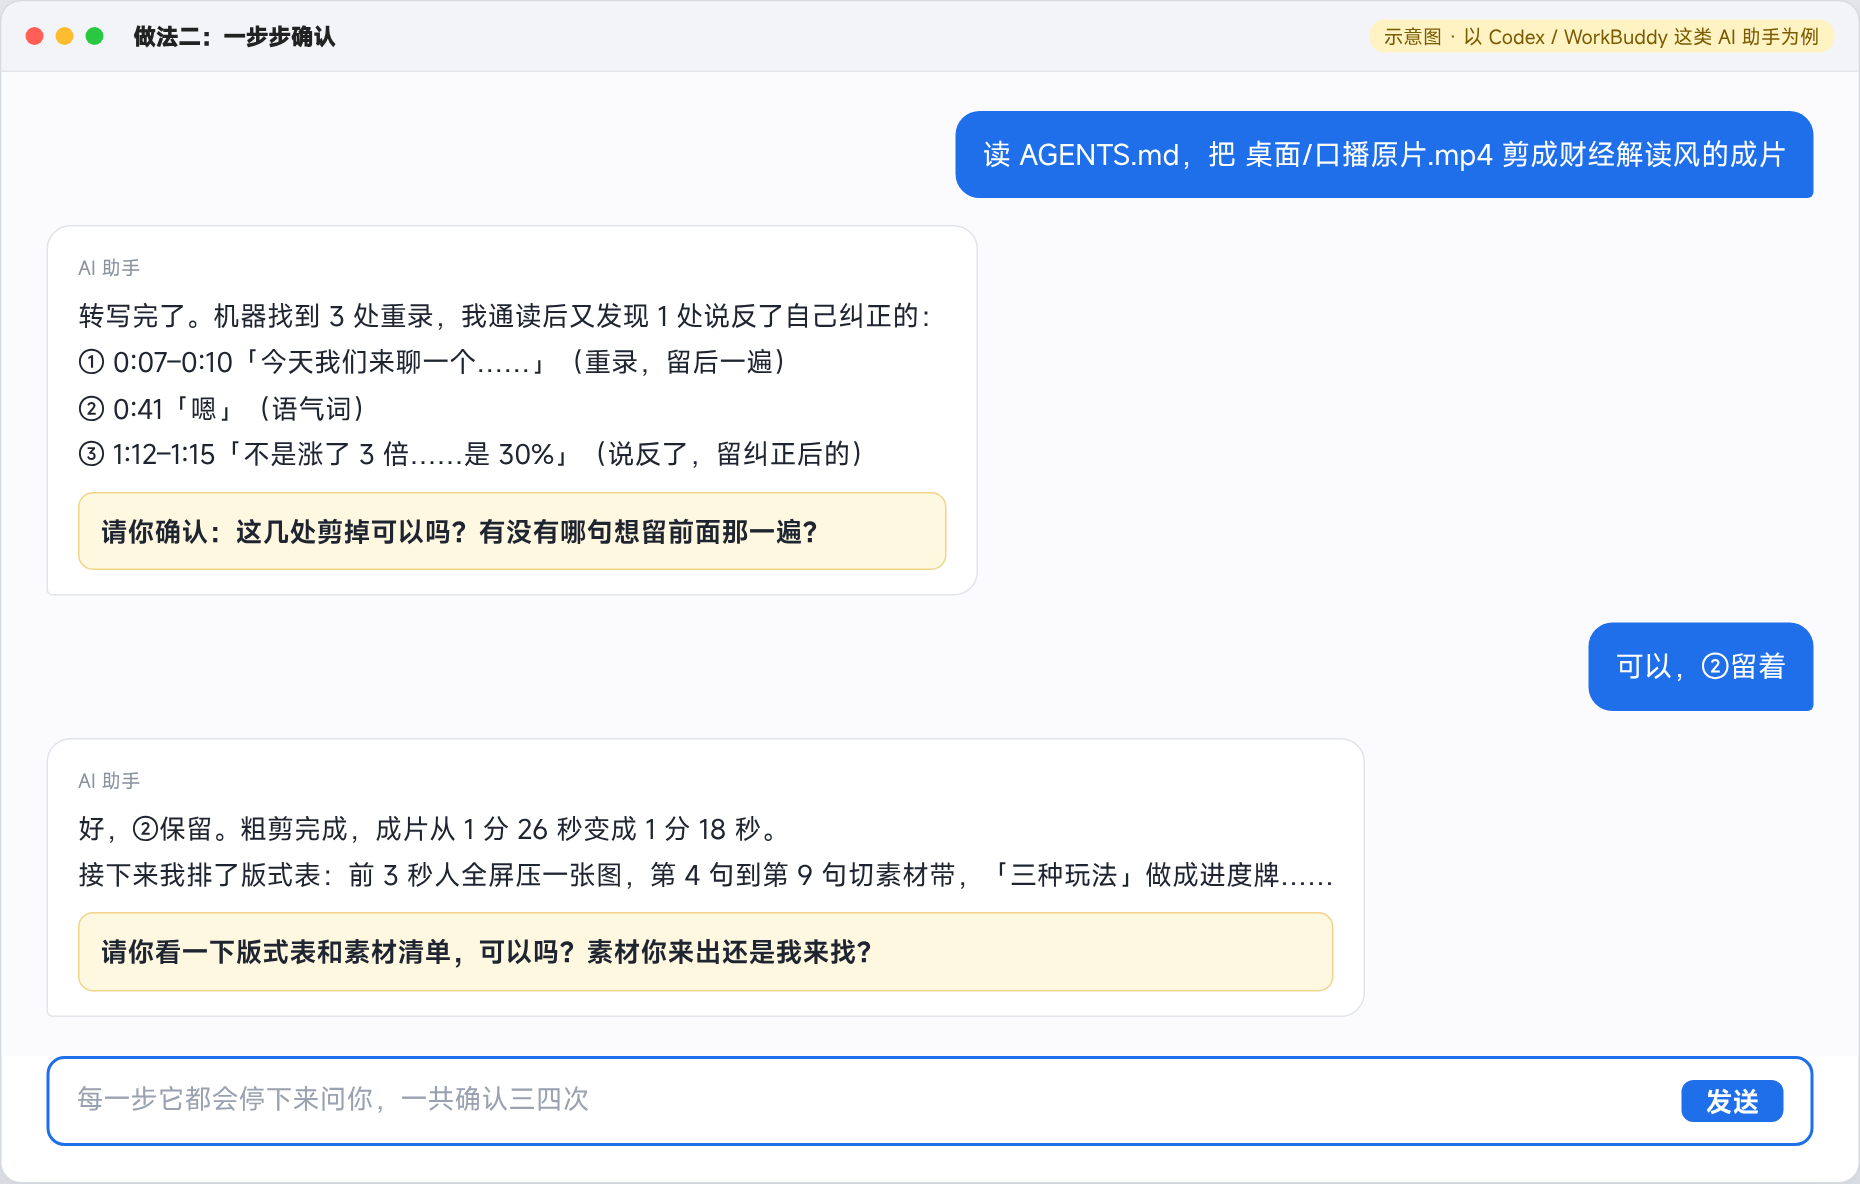 做法二：一步步确认
示意图 · 以 Codex / WorkBuddy 这类 AI 助手为例
读 AGENTS.md，把 桌面/口播原片.mp4 剪成财经解读风的成片
AI 助手
转写完了。机器找到 3 处重录，我通读后又发现 1 处说反了自己纠正的：
① 0:07–0:10「今天我们来聊一个……」（重录，留后一遍）
② 0:41「嗯」（语气词）
③ 1:12–1:15「不是涨了 3 倍……是 30%」（说反了，留纠正后的）
请你确认：这几处剪掉可以吗？有没有哪句想留前面那一遍？
可以，②留着
AI 助手
好，②保留。粗剪完成，成片从 1 分 26 秒变成 1 分 18 秒。
接下来我排了版式表：前 3 秒人全屏压一张图，第 4 句到第 9 句切素材带，「三种玩法」做成进度牌……
请你看一下版式表和素材清单，可以吗？素材你来出还是我来找？
每一步它都会停下来问你，一共确认三四次
发送